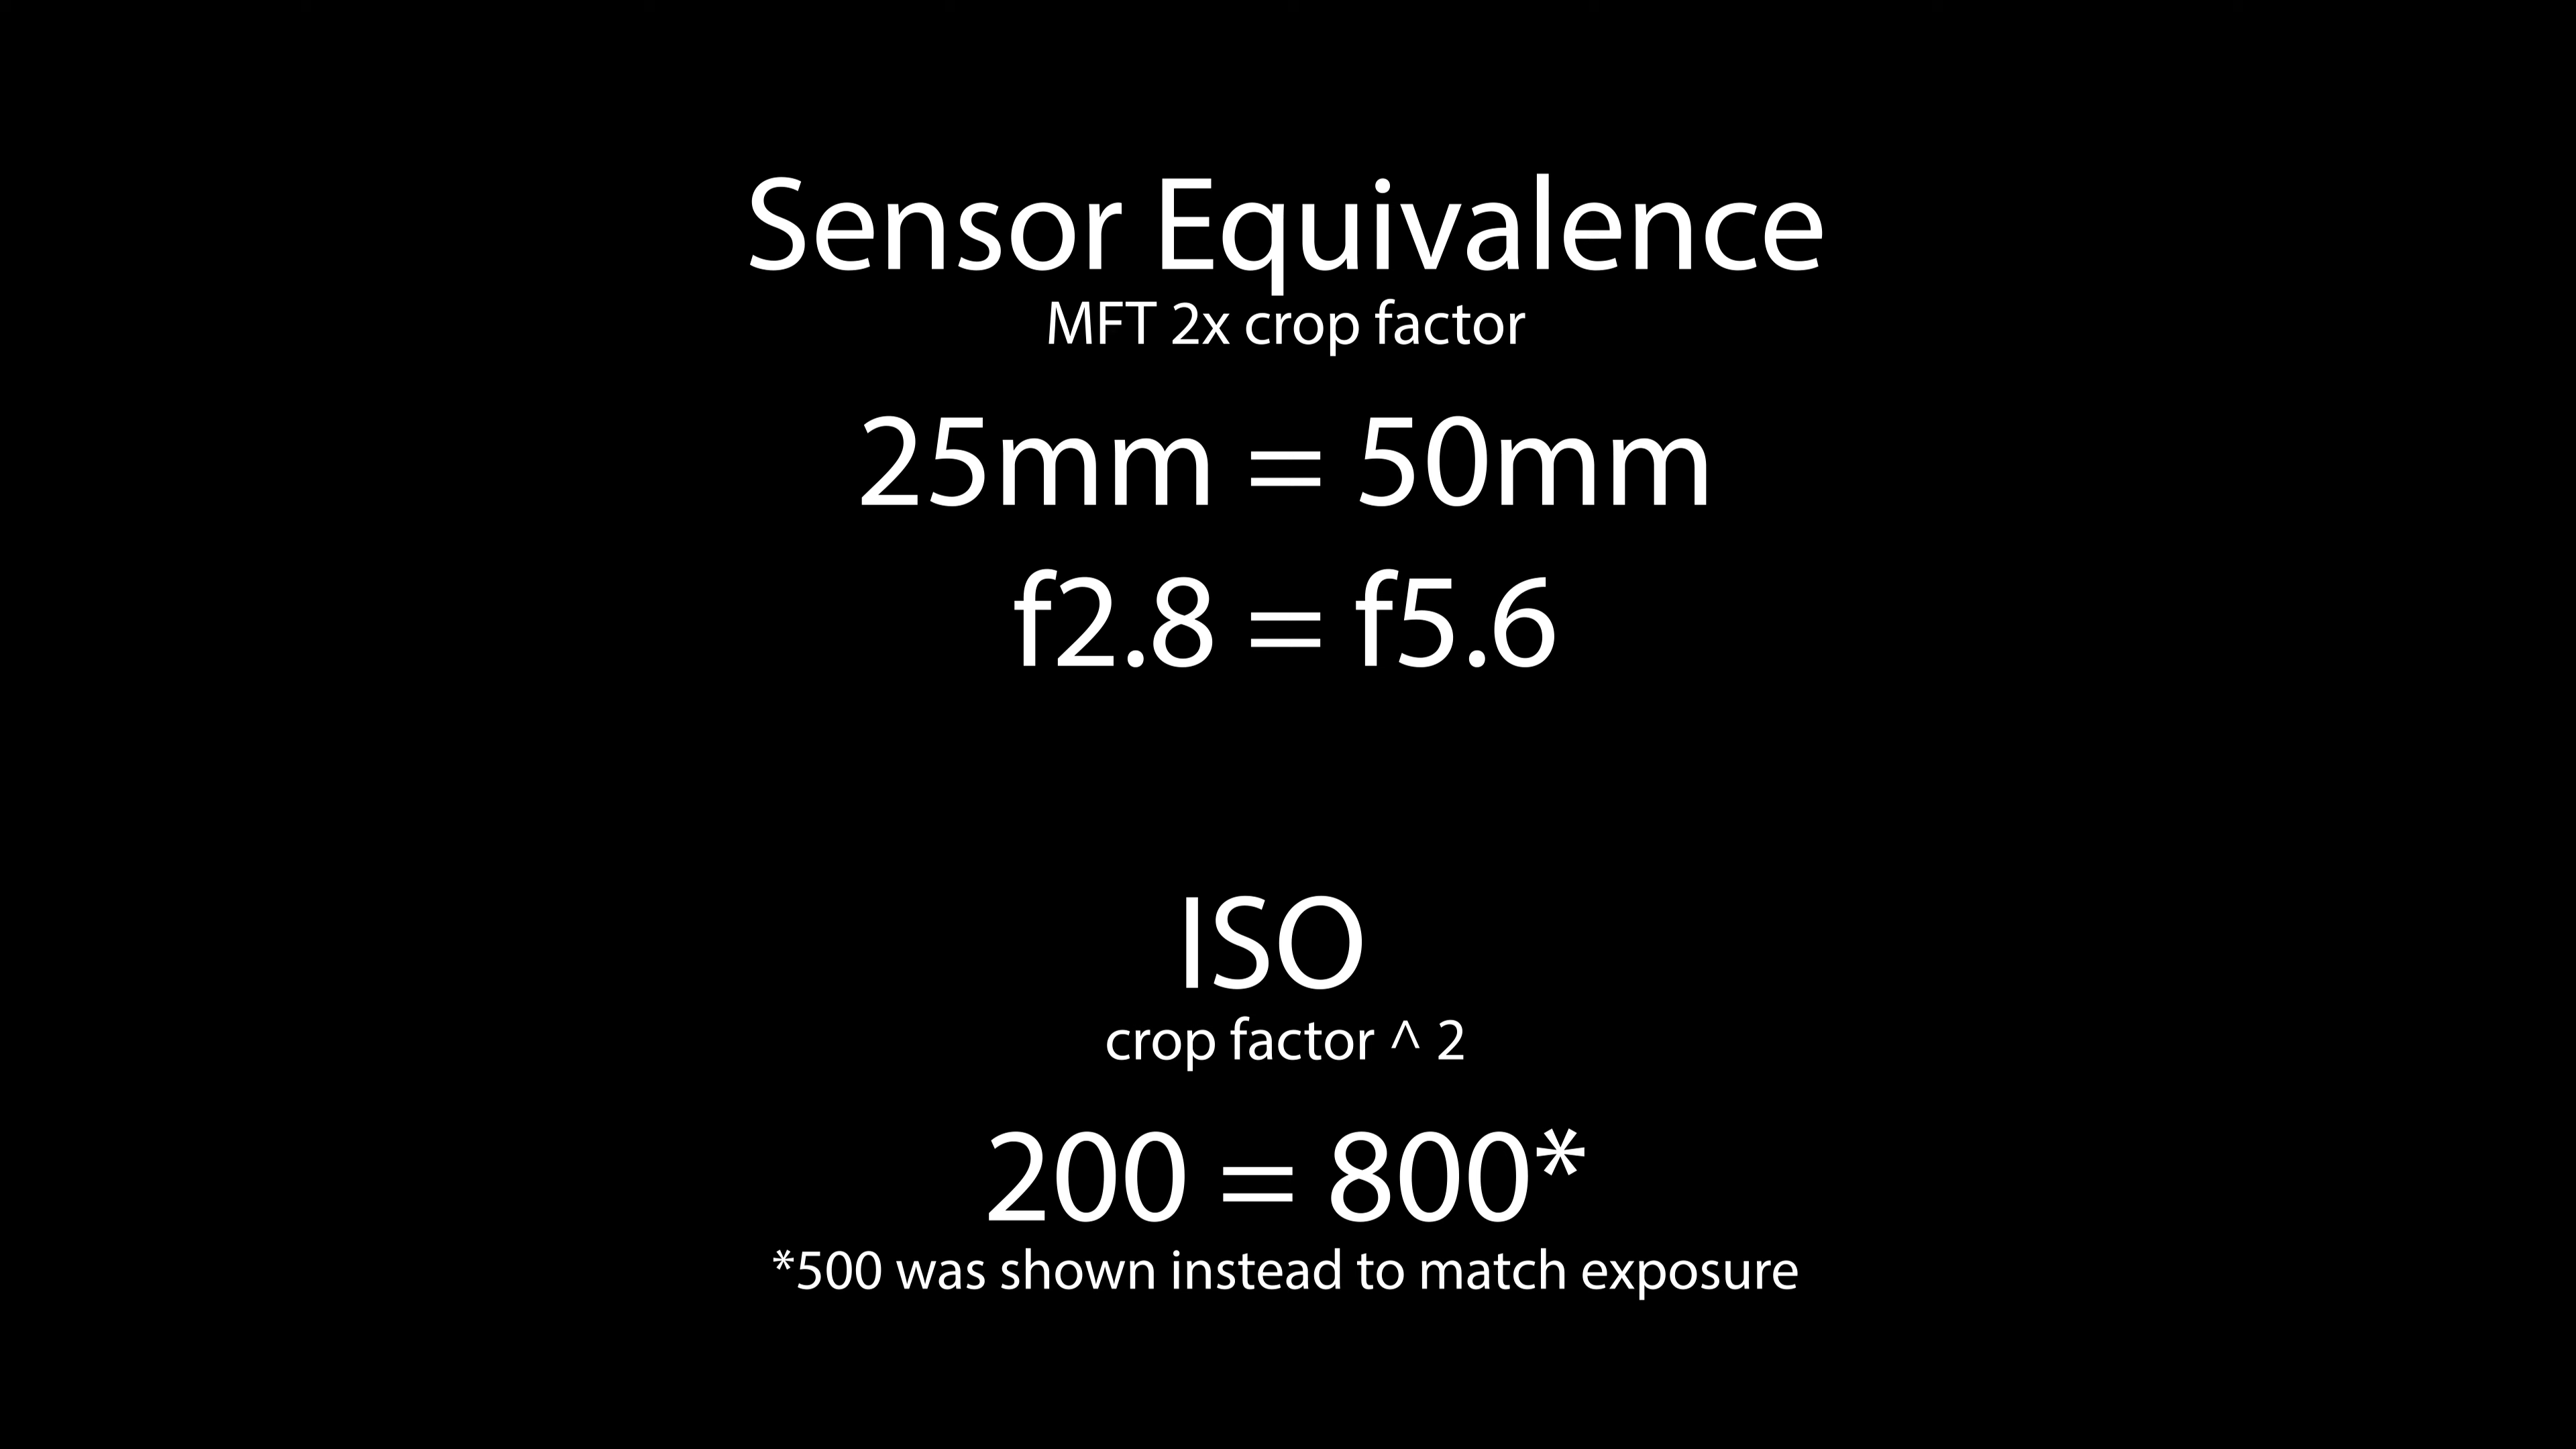 Sensor Equivalence
MFT 2x crop factor
25mm = 50mm
f2.8 = f5.6
ISO
crop factor ^ 2
200 = 800*
*500 was shown instead to match exposure